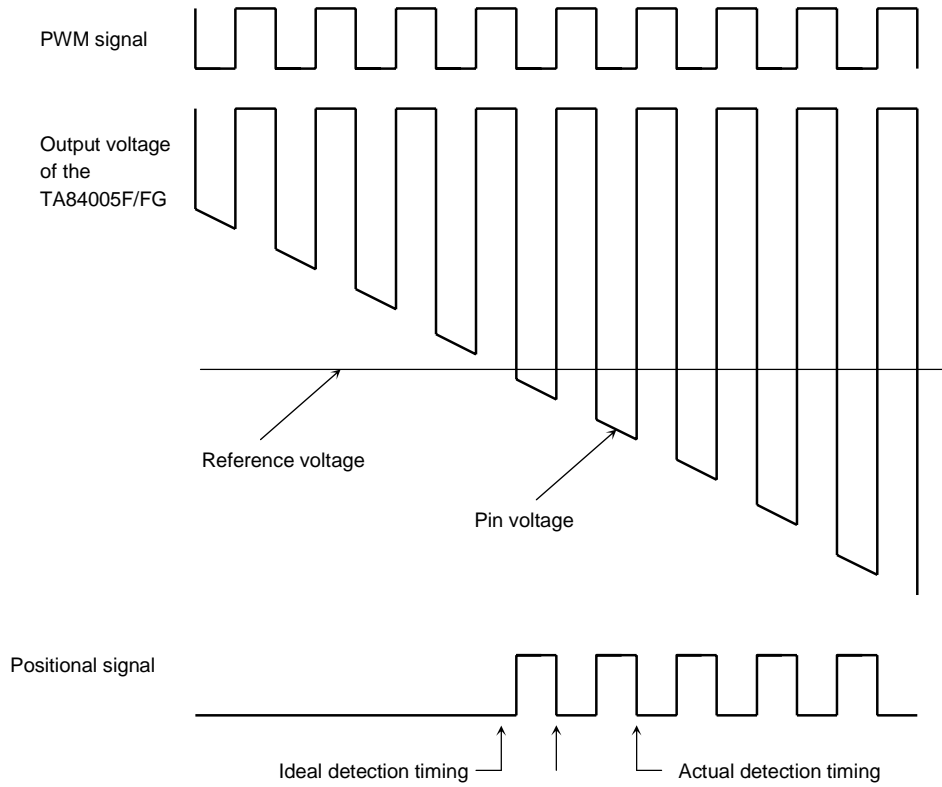 PWM signal
Output voltage
of the
TA84005F/FG
Reference voltage
Pin voltage
Positional signal
Ideal detection timing
Actual detection timing